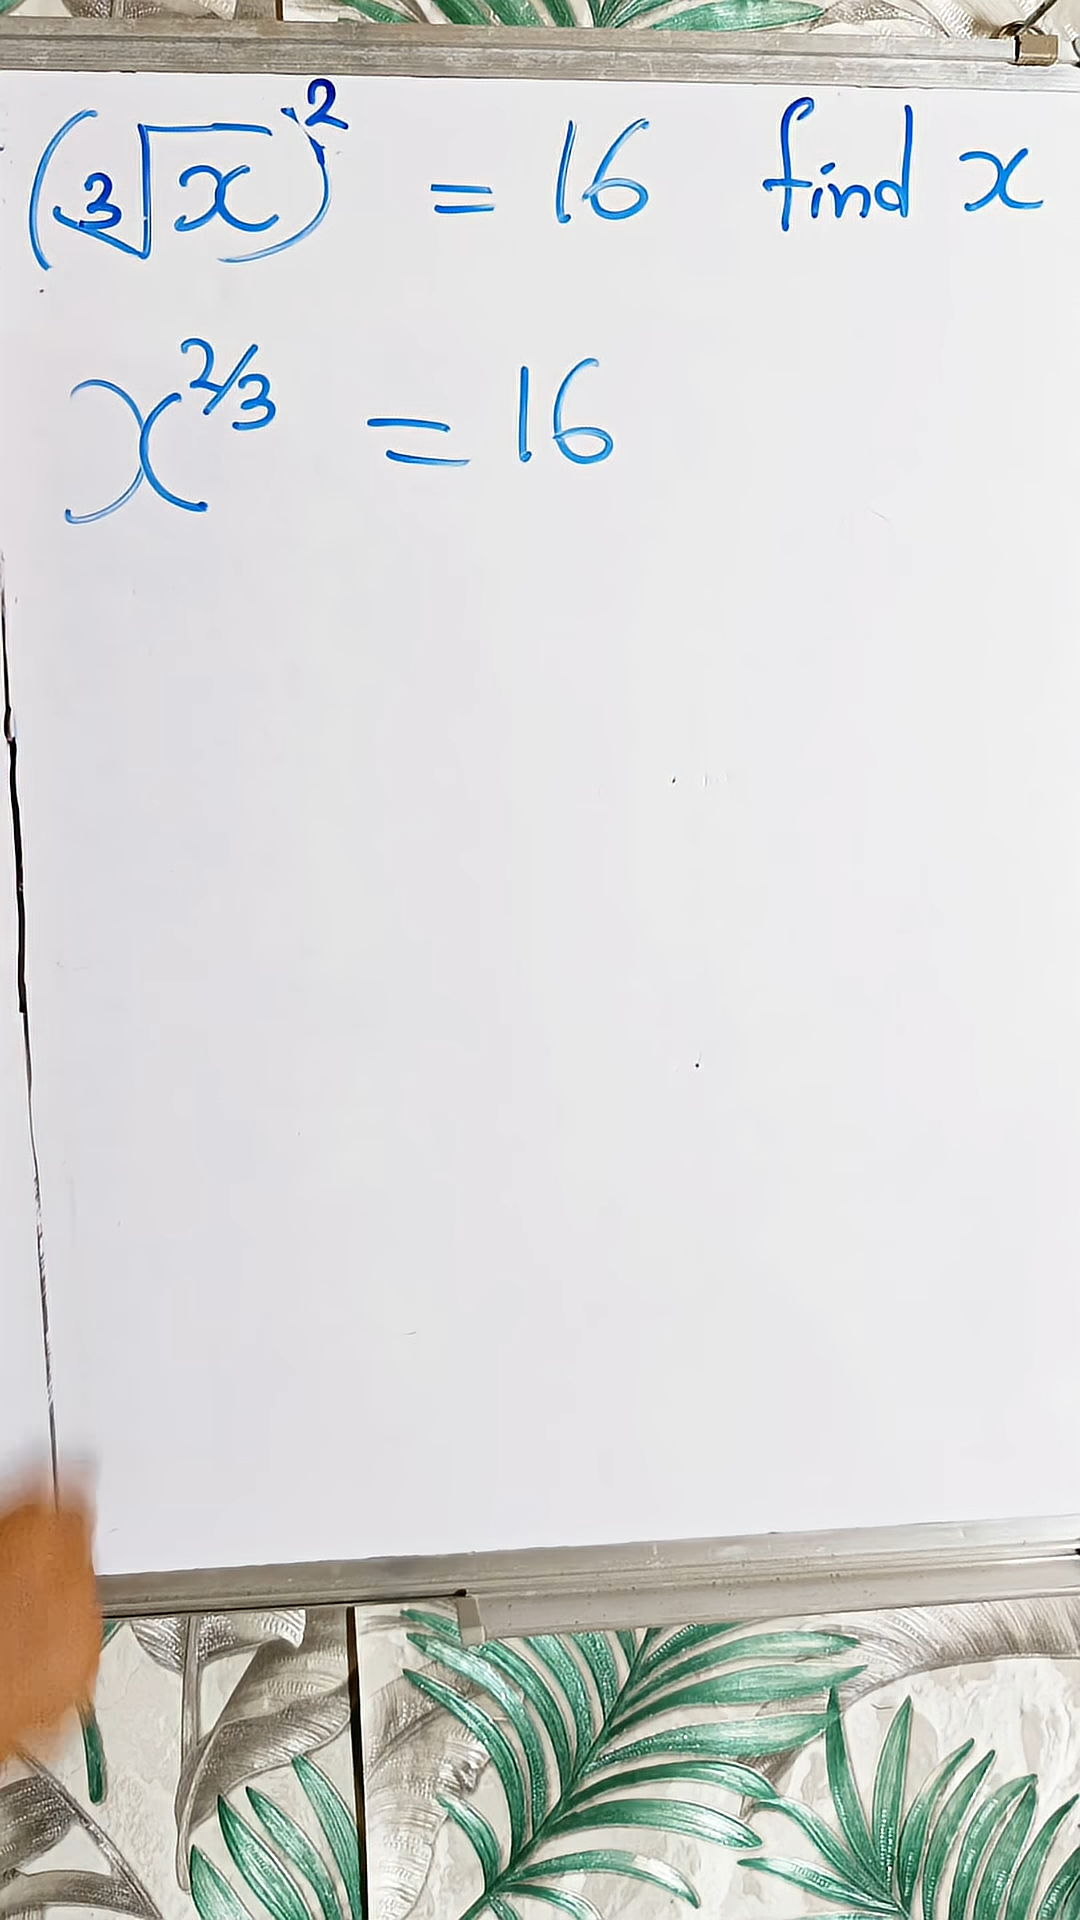 (∛x)² = 16 find x
x^2/3 = 16